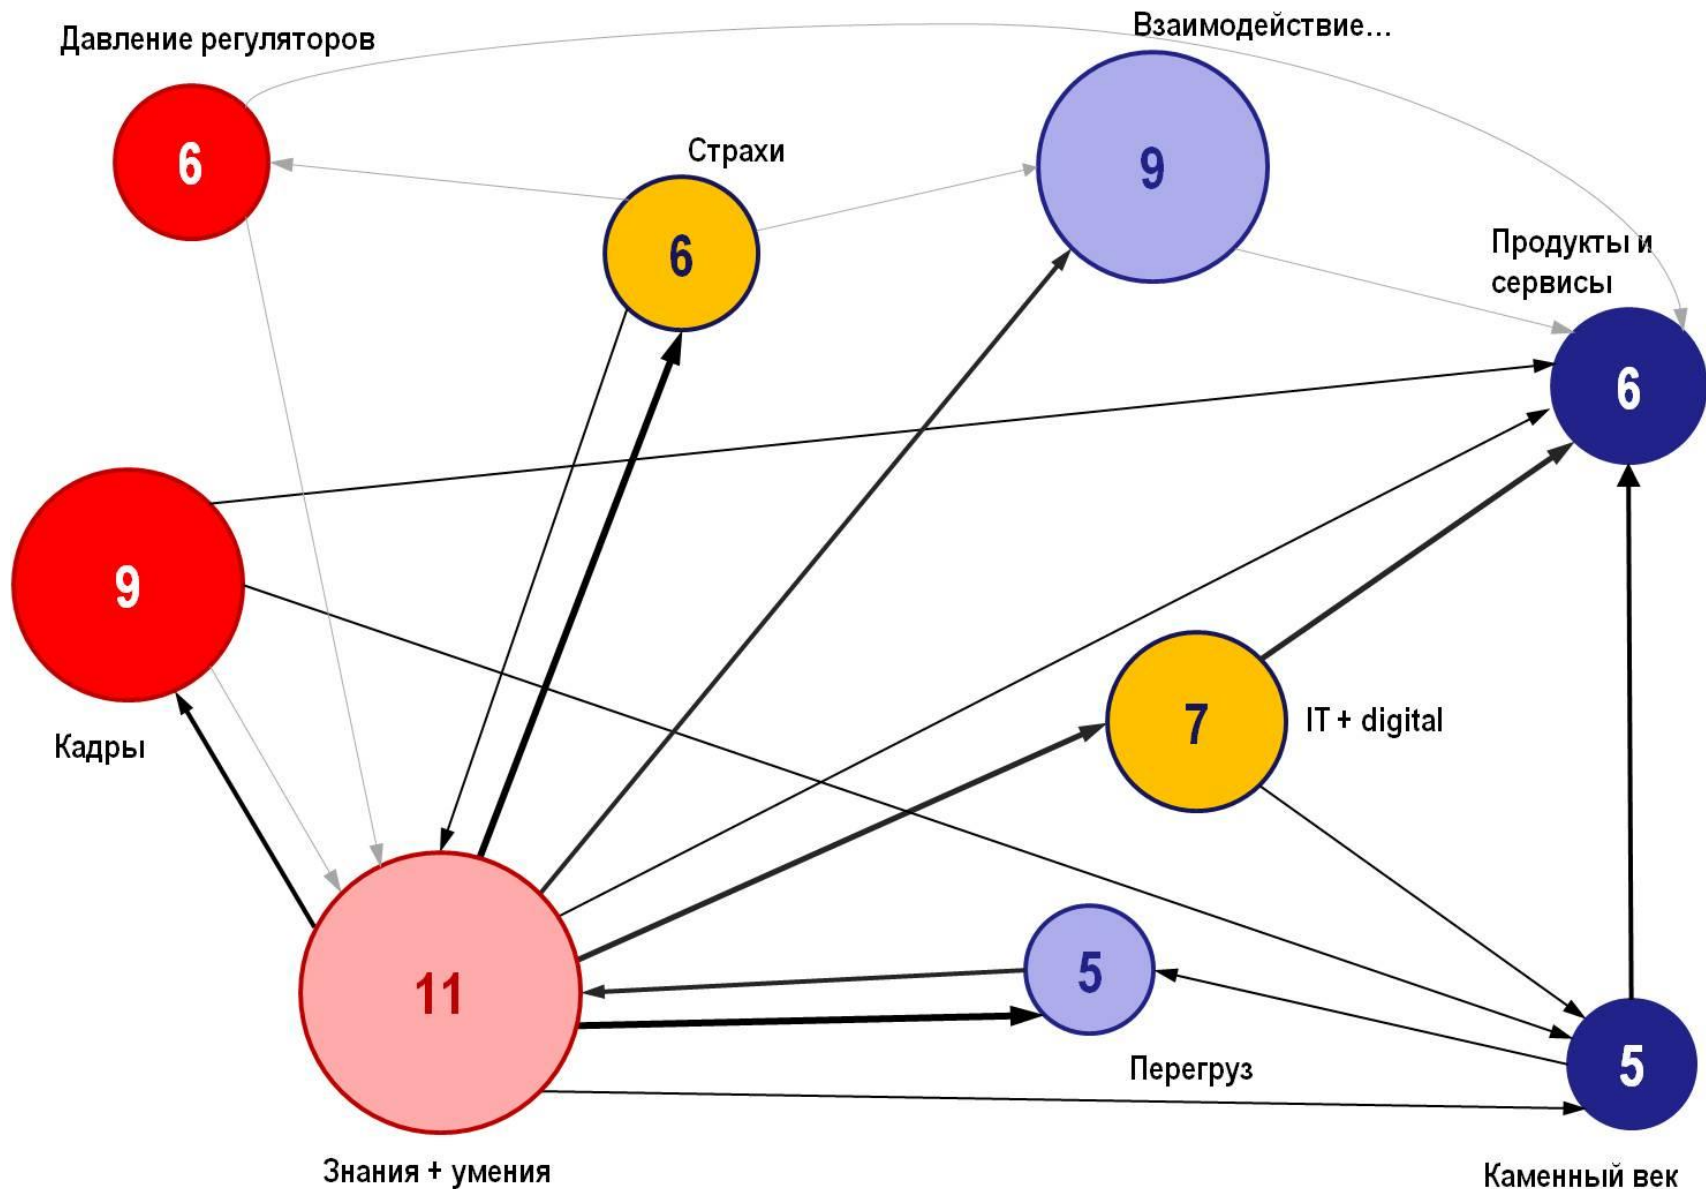 Давление регуляторов
Взаимодействие...
6
Страхи
9
6
Продукты и
сервисы
6
9
7
IT + digital
Кадры
11
5
Перегруз
5
Знания + умения
Каменный век